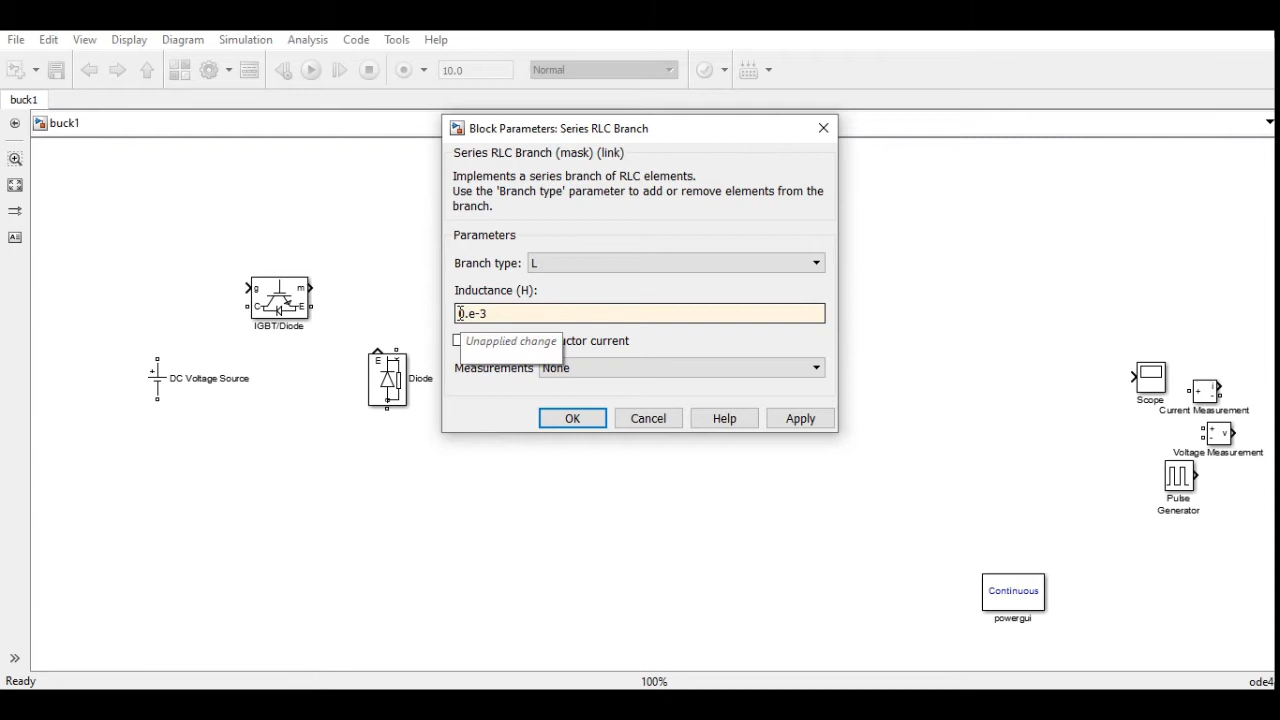 File Edit View Display Diagram Simulation Analysis Code Tools Help
10.0 Normal
buck1
buck1
Block Parameters: Series RLC Branch
Series RLC Branch (mask) (link)
Implements a series branch of RLC elements.
Use the 'Branch type' parameter to add or remove elements from the
branch.
Parameters
Branch type: L
Inductance (H):
0.e-3
Unapplied change
uctor current
Measurements None
OK Cancel Help Apply
g m
C E
IGBT/Diode
DC Voltage Source
Diode
Scope
i
Current Measurement
v
Voltage Measurement
Pulse
Generator
Continuous
powergui
Ready 100% ode4